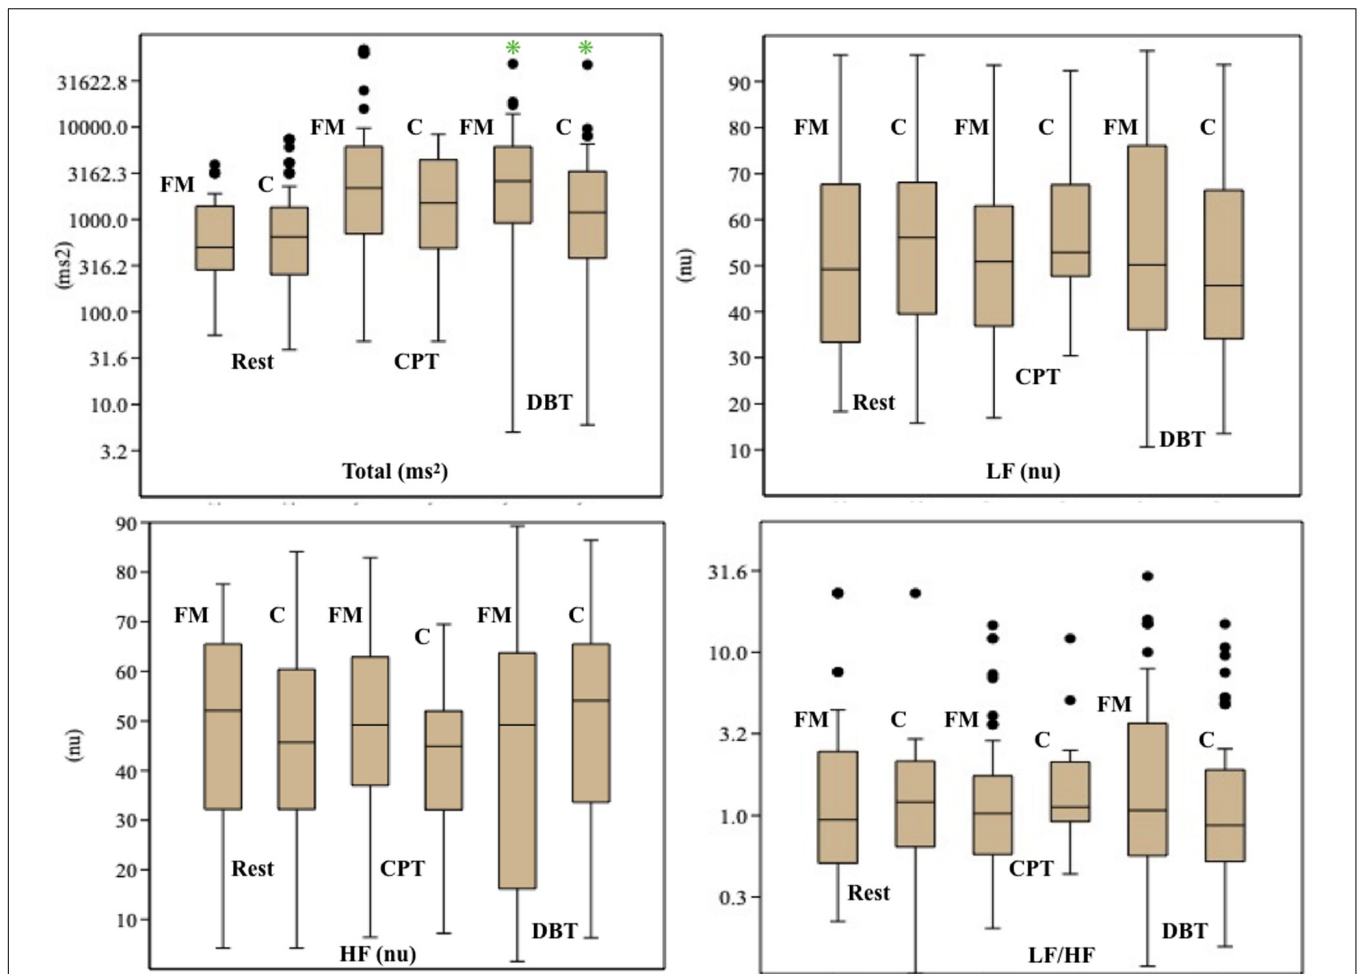 31622.8
10000.0
3162.3
1000.0
316.2
100.0
31.6
10.0
3.2
(ms2)
FM
C
FM
C
FM
C
Rest
CPT
DBT
Total (ms²)
90
80
70
60
50
40
30
20
10
(nu)
FM
C
FM
C
FM
C
Rest
CPT
DBT
LF (nu)
90
80
70
60
50
40
30
20
10
(nu)
FM
C
FM
C
FM
C
Rest
CPT
DBT
HF (nu)
31.6
10.0
3.2
1.0
0.3
FM
C
FM
C
FM
C
Rest
CPT
DBT
LF/HF